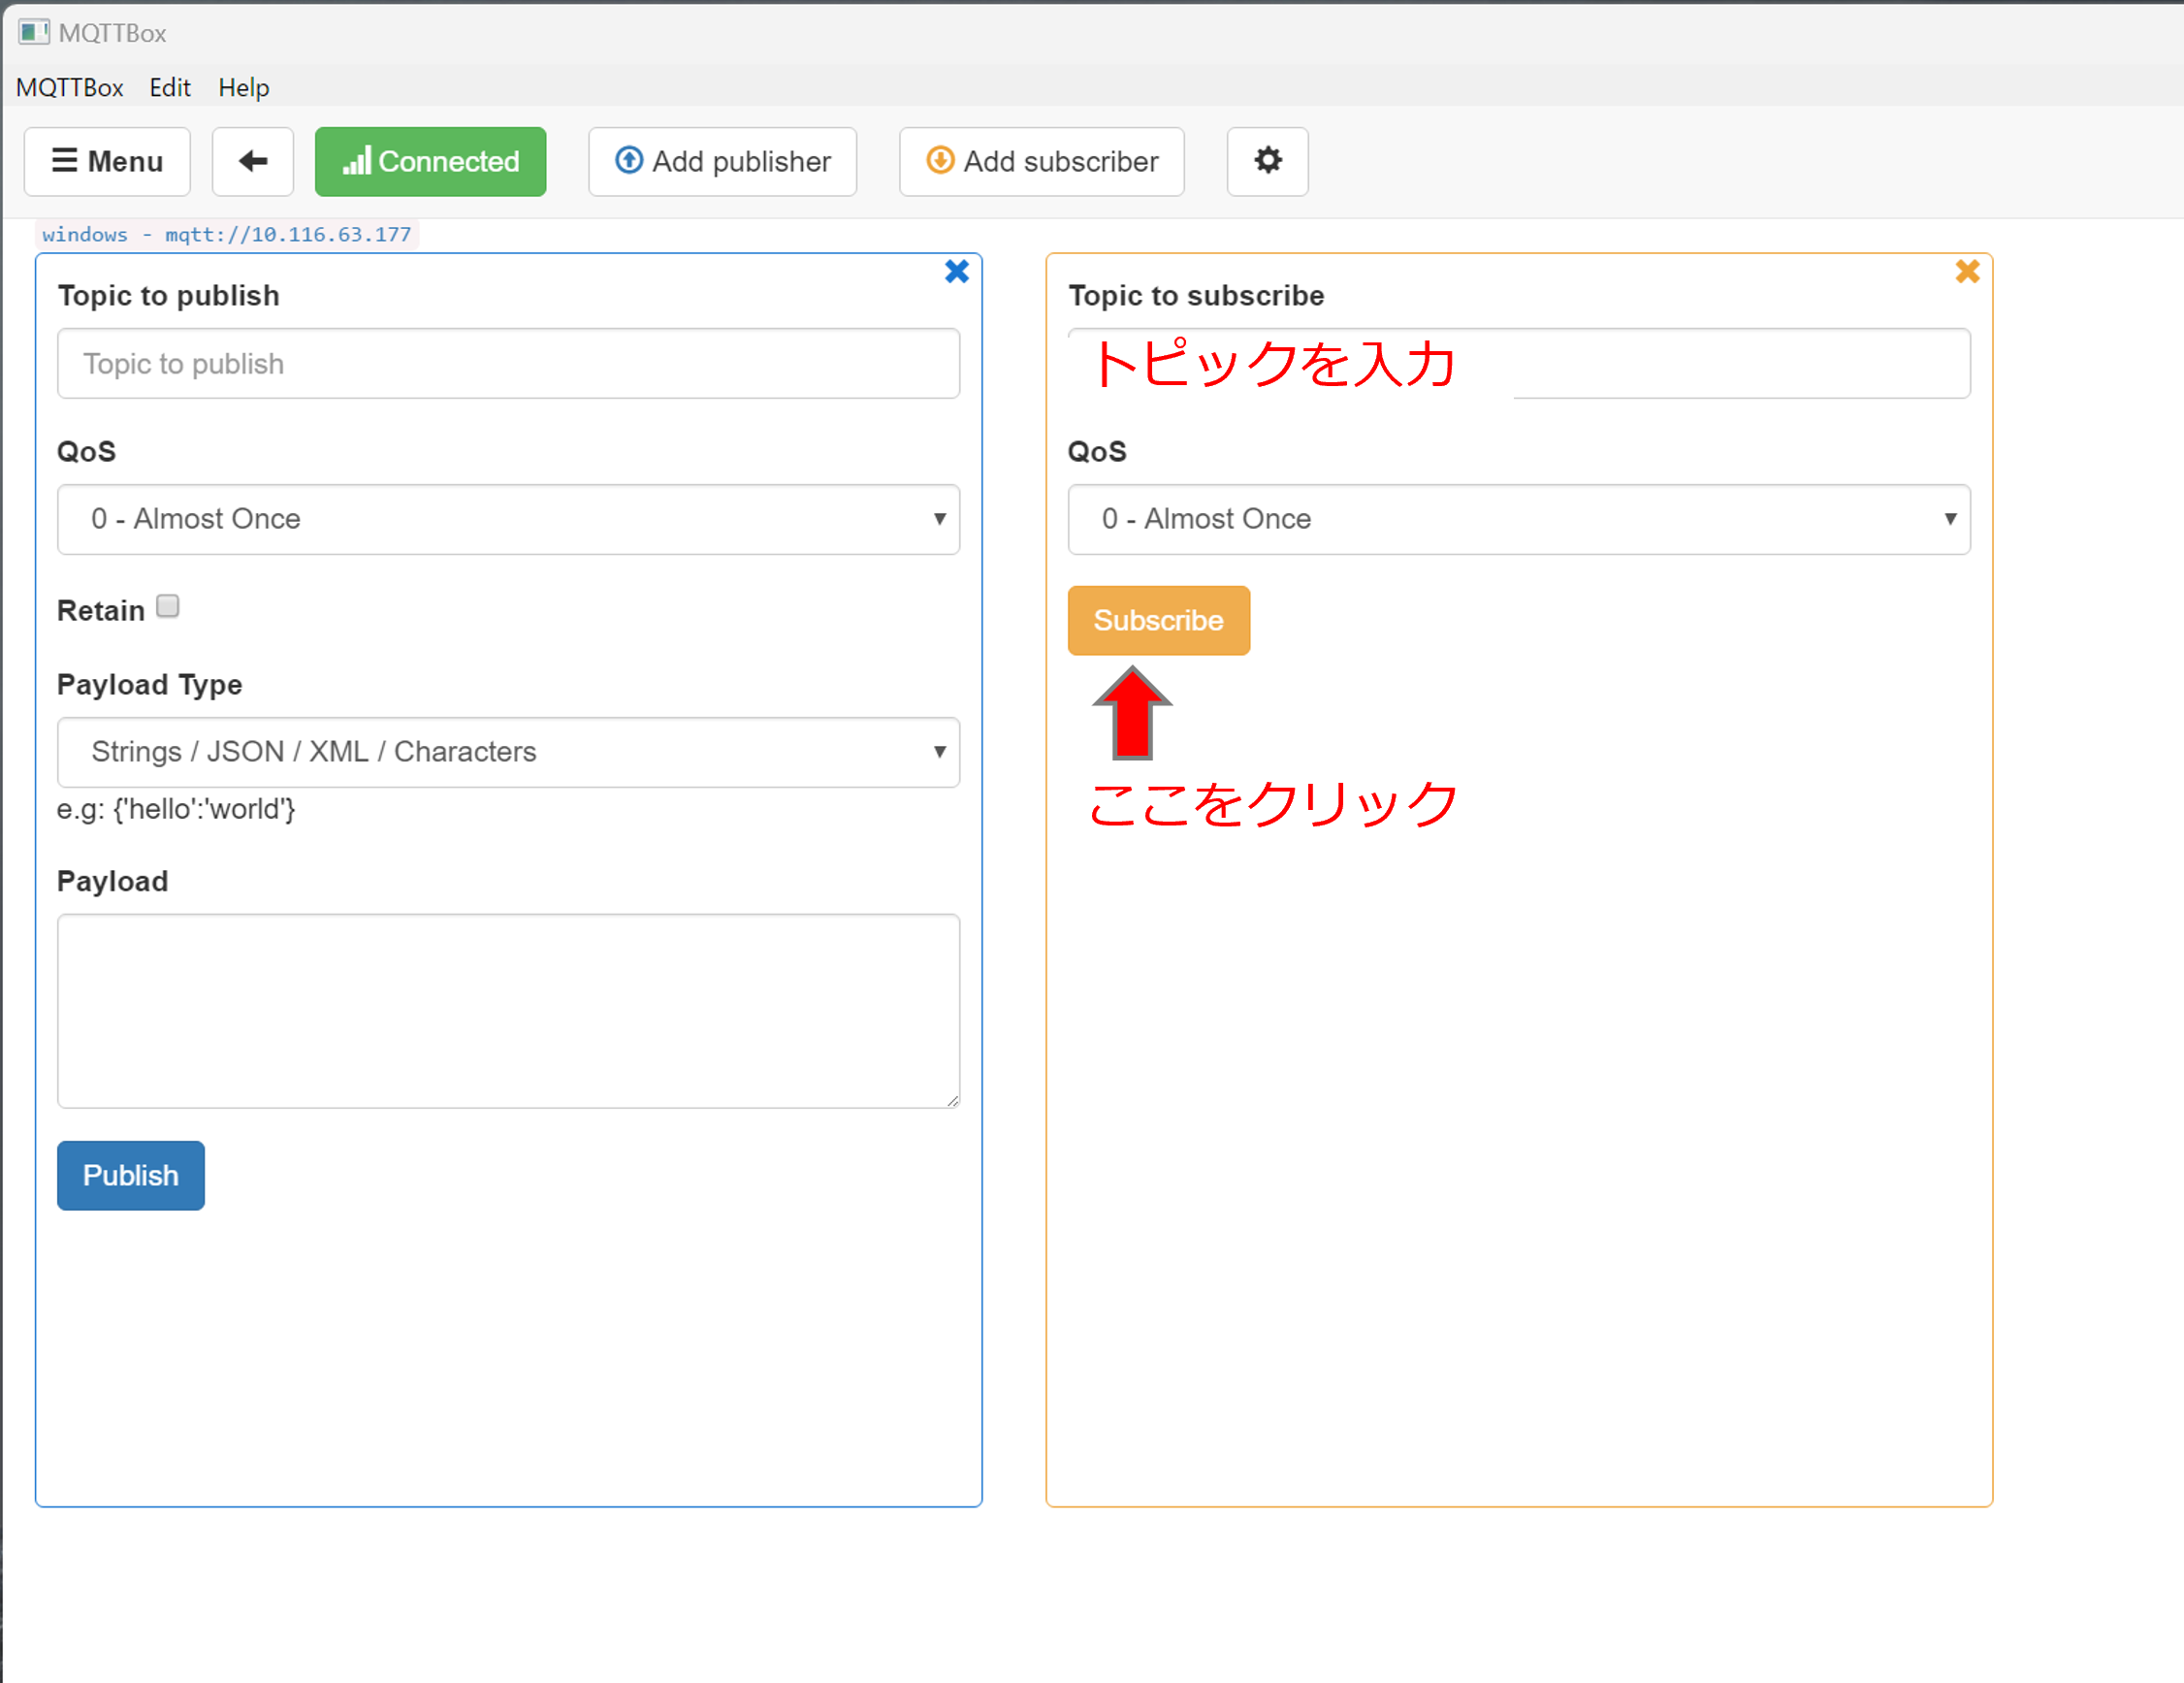 MQTTBox
MQTTBox Edit Help
Menu Connected Add publisher Add subscriber
windows - mqtt://10.116.63.177
Topic to publish
Topic to publish
QoS
0 - Almost Once
Retain
Payload Type
Strings / JSON / XML / Characters
e.g: {'hello':'world'}
Payload
Publish
Topic to subscribe
トピックを入力
QoS
0 - Almost Once
Subscribe
ここをクリック